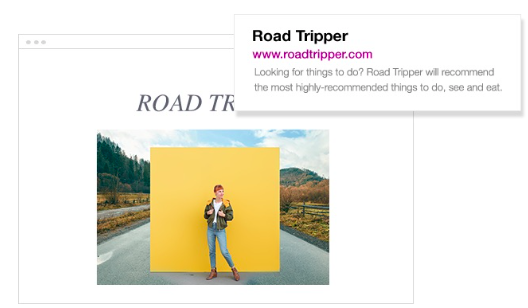 Road Tripper
www.roadtripper.com
Looking for things to do? Road Tripper will recommend
the most highly-recommended things to do, see and eat.
ROAD TR